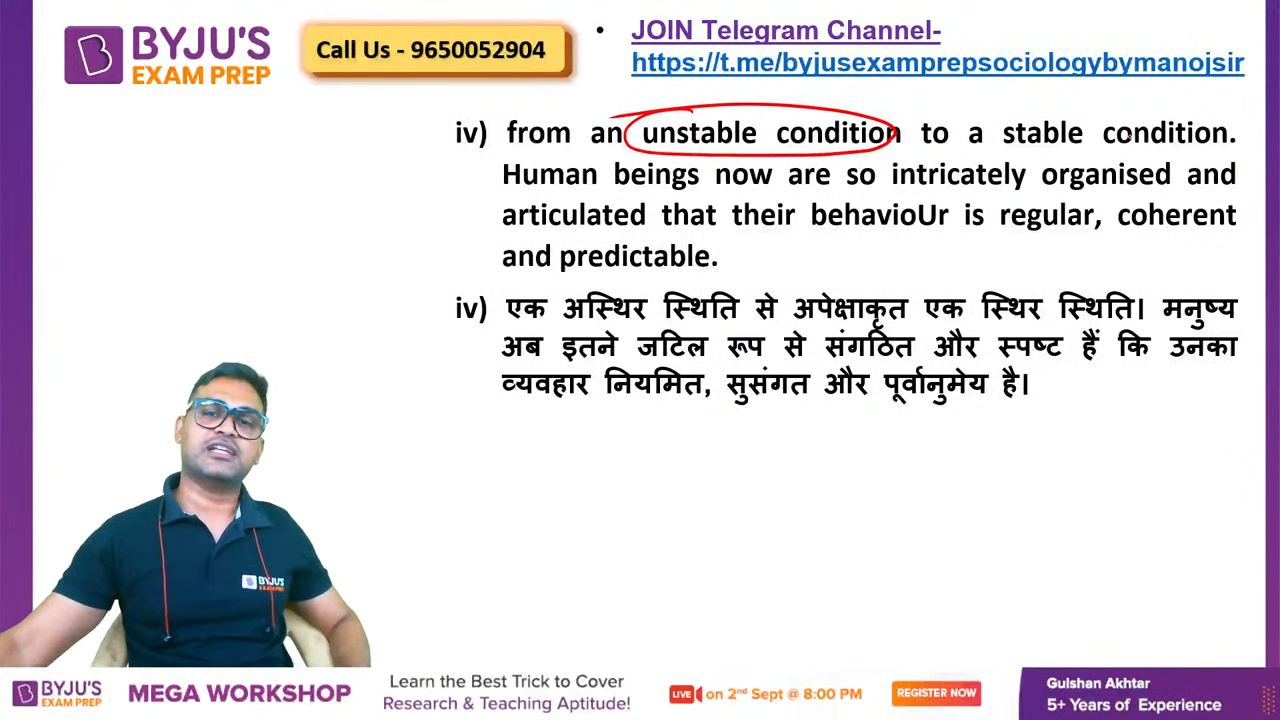 BYJU'S
EXAM PREP
Call Us - 9650052904
• JOIN Telegram Channel-
https://t.me/byjusexamprepsociologybymanojsir
iv) from an unstable condition to a stable condition.
Human beings now are so intricately organised and
articulated that their behavioUr is regular, coherent
and predictable.
iv) एक अस्थिर स्थिति से अपेक्षाकृत एक स्थिर स्थिति। मनुष्य
अब इतने जटिल रूप से संगठित और स्पष्ट हैं कि उनका
व्यवहार नियमित, सुसंगत और पूर्वानुमेय है।
BYJU'S
EXAM PREP
BYJU'S
EXAM PREP
MEGA WORKSHOP
Learn the Best Trick to Cover
Research & Teaching Aptitude!
LIVE on 2nd Sept @ 8:00 PM
REGISTER NOW
Gulshan Akhtar
5+ Years of Experience